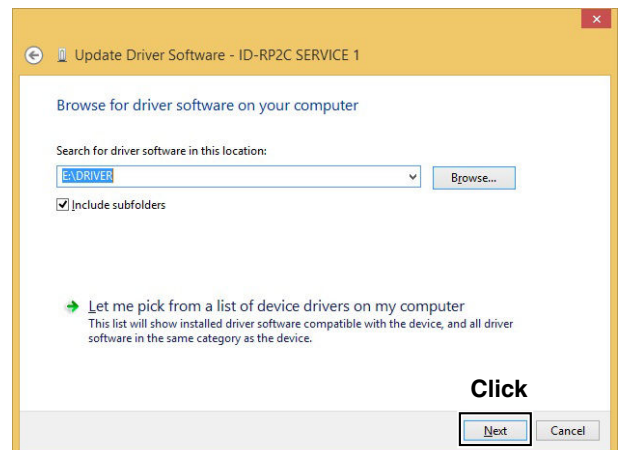 Update Driver Software - ID-RP2C SERVICE 1
Browse for driver software on your computer
Search for driver software in this location:
E:\DRIVER
Browse...
Include subfolders
Let me pick from a list of device drivers on my computer
This list will show installed driver software compatible with the device, and all driver
software in the same category as the device.
Click
Next
Cancel